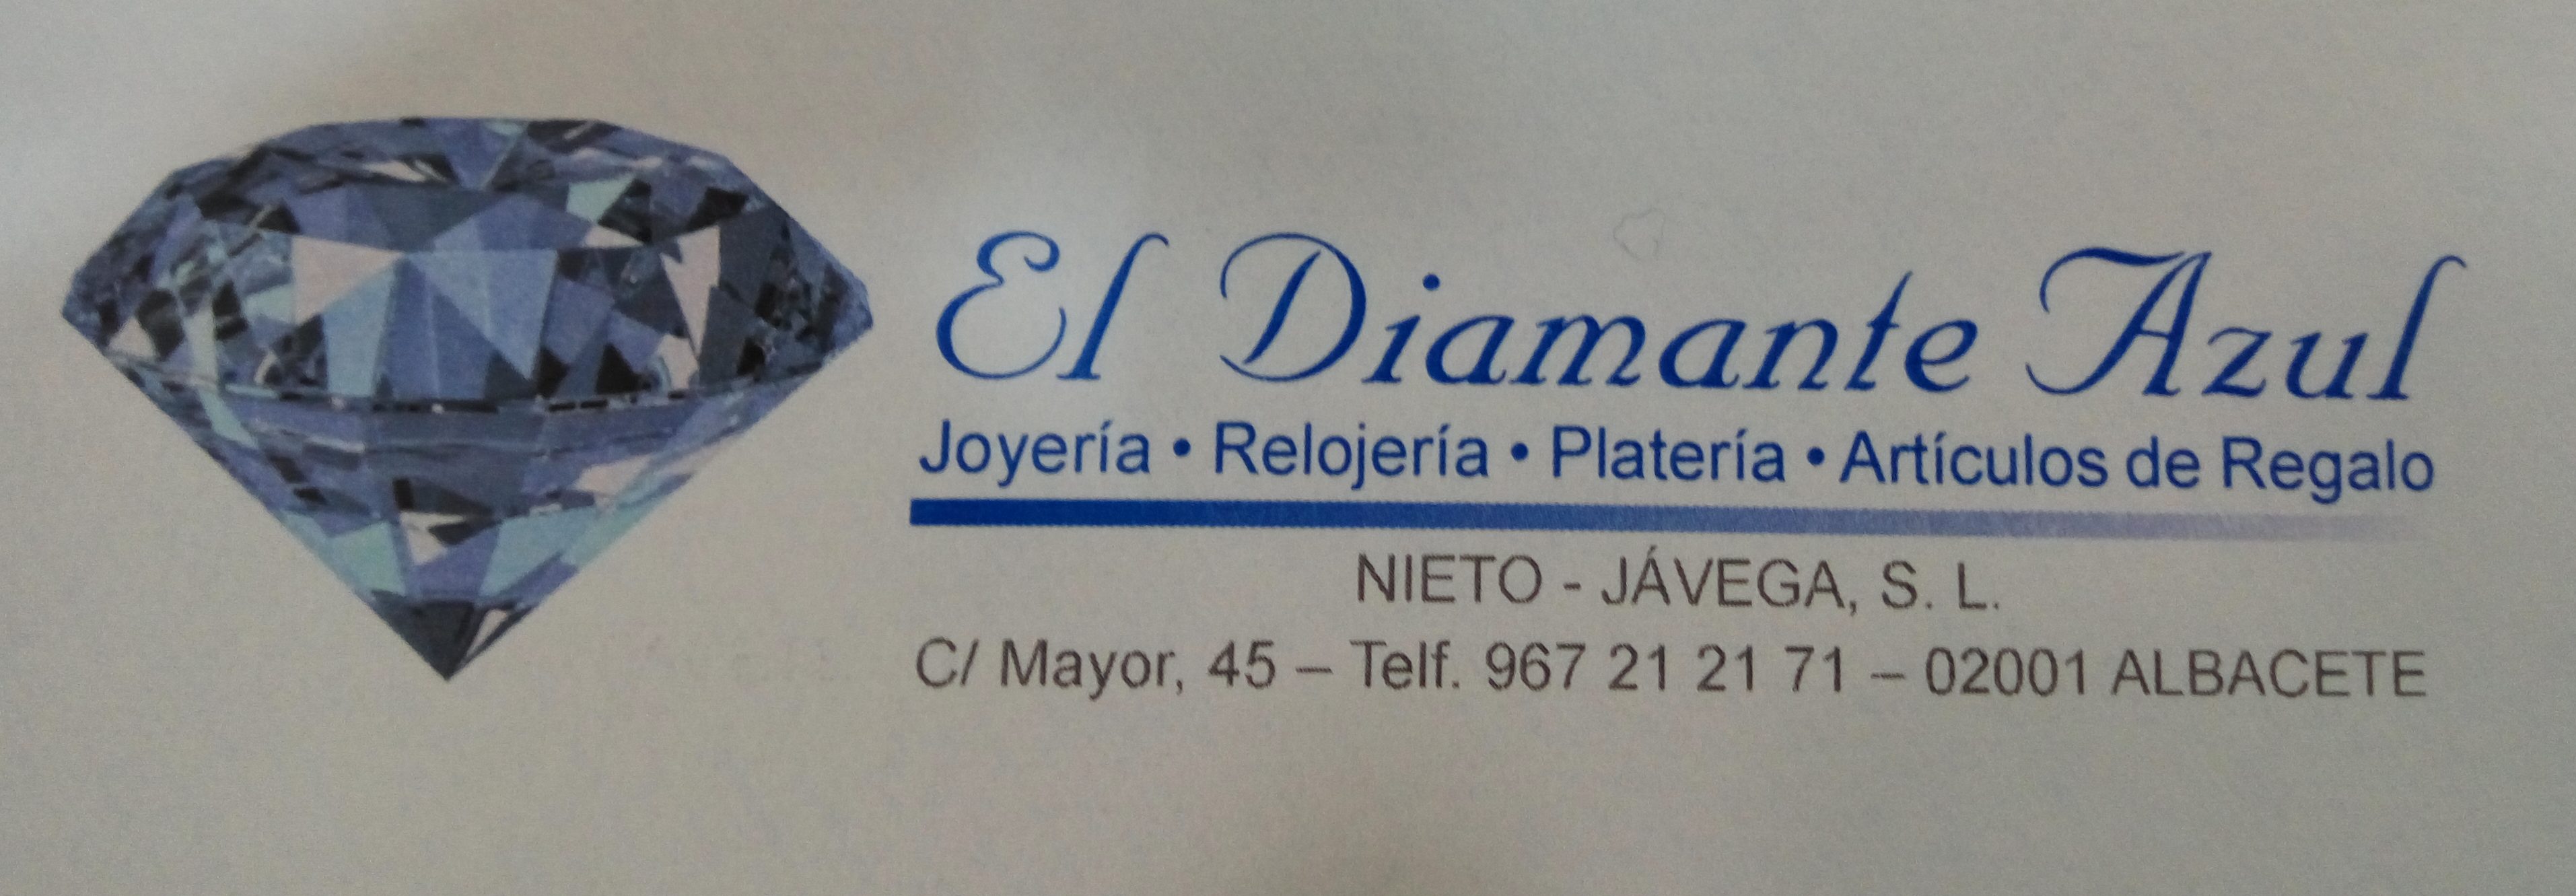 El Diamante Azul
Joyería • Relojería • Platería • Artículos de Regalo
NIETO - JÁVEGA, S. L.
C/ Mayor, 45 – Telf. 967 21 21 71 – 02001 ALBACETE